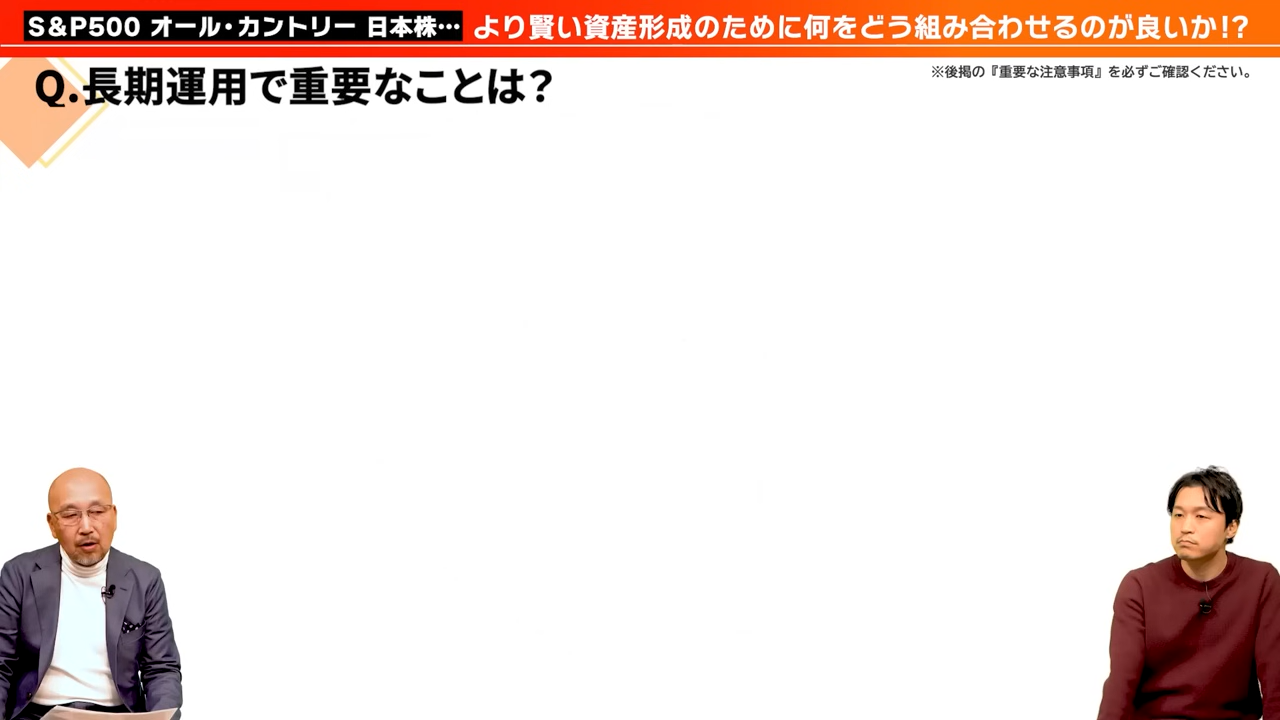 S&P500 オール・カントリー 日本株… より賢い資産形成のために何をどう組み合わせるのが良いか!?
※後掲の『重要な注意事項』を必ずご確認ください。
Q.長期運用で重要なことは?